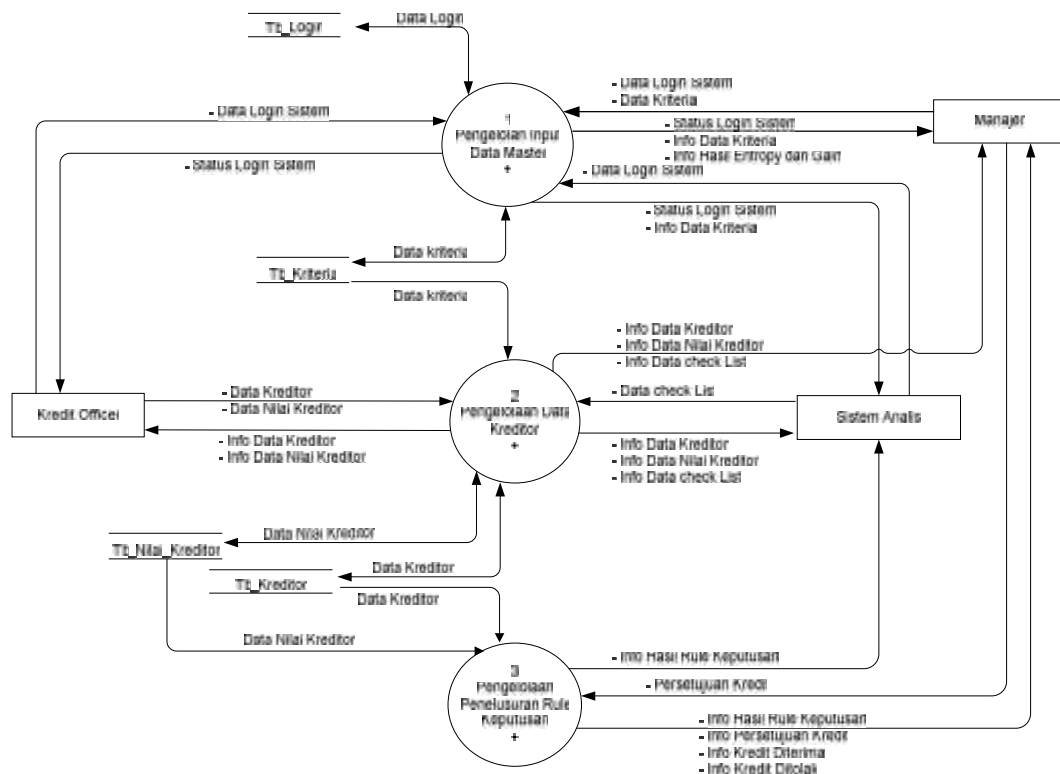 Data Login
Tb_Login
- Data Login Sistem
- Data Kriteria
- Data Login Sistem
1
Pengelolan Input
Data Master
+
Manajer
- Status Login Sistem
- Info Data Kriteria
- Info Hasil Entropy dan Gain
- Status Login Sistem
- Data Login Sistem
- Status Login Sistem
- Info Data Kriteria
Data kriteria
Tb_Kriteria
Data kriteria
- Info Data Kreditor
- Info Data Nilai Kreditor
- Info Data check List
Kredit Officer
- Data Kreditor
- Data Nilai Kreditor
2
Pengelolaan Data
Kreditor
+
- Data check List
Sistem Analis
- Info Data Kreditor
- Info Data Nilai Kreditor
- Info Data Kreditor
- Info Data Nilai Kreditor
- Info Data check List
Data Nilai Kreditor
Tb_Nilai_Kreditor
Data Kreditor
Tb_Kreditor
Data Kreditor
Data Nilai Kreditor
3
Pengelolaan
Penelusuran Rule
Keputusan
+
- Info Hasil Rule Keputusan
- Persetujuan Kredit
- Info Hasil Rule Keputusan
- Info Persetujuan Kredit
- Info Kredit Diterima
- Info Kredit Ditolak